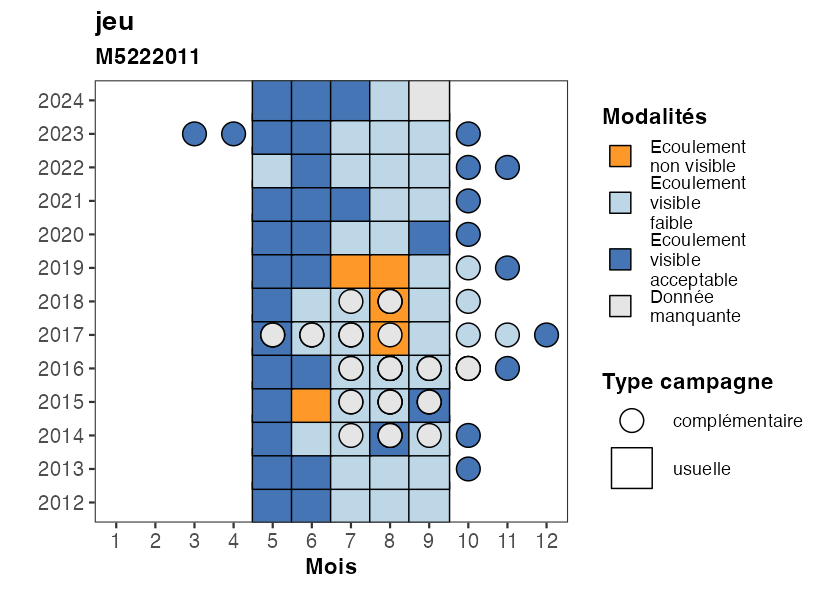 jeu
M5222011
2024
2023
2022
2021
2020
2019
2018
2017
2016
2015
2014
2013
2012
1 2 3 4 5 6 7 8 9 10 11 12
Mois
Modalités
Ecoulement
non visible
Ecoulement
visible
faible
Ecoulement
visible
acceptable
Donnée
manquante
Type campagne
complémentaire
usuelle